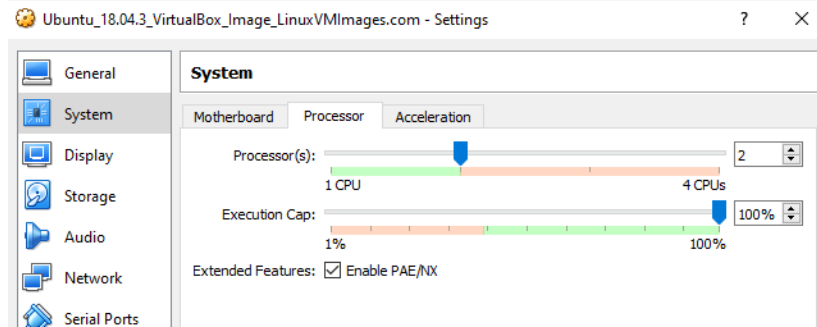 Ubuntu_18.04.3_VirtualBox_Image_LinuxVMImages.com - Settings ? ×
General
System
Display
Storage
Audio
Network
Serial Ports
System
Motherboard Processor Acceleration
Processor(s): 2
1 CPU 4 CPUs
Execution Cap: 100%
1% 100%
Extended Features: Enable PAE/NX